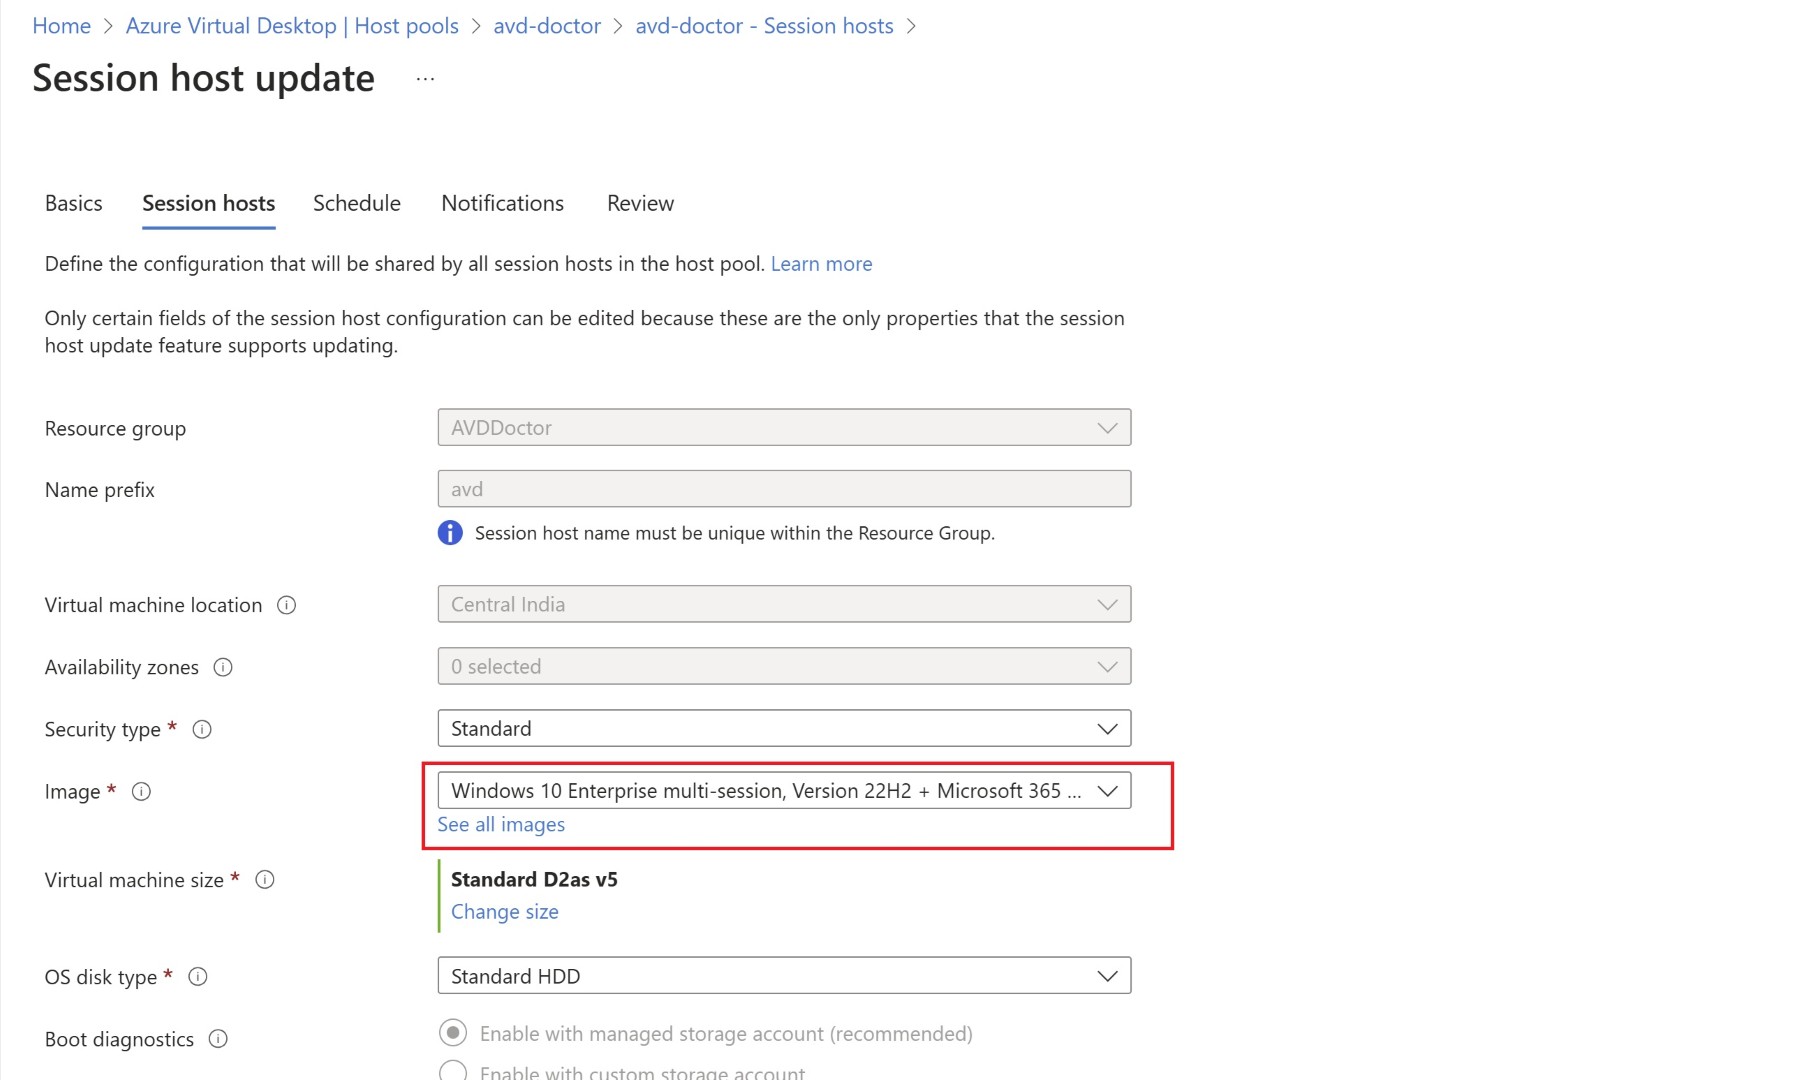 Home > Azure Virtual Desktop | Host pools > avd-doctor > avd-doctor - Session hosts >
Session host update ...
Basics Session hosts Schedule Notifications Review
Define the configuration that will be shared by all session hosts in the host pool. Learn more
Only certain fields of the session host configuration can be edited because these are the only properties that the session
host update feature supports updating.
Resource group AVDDoctor
Name prefix avd
Session host name must be unique within the Resource Group.
Virtual machine location Central India
Availability zones 0 selected
Security type * Standard
Image * Windows 10 Enterprise multi-session, Version 22H2 + Microsoft 365 ...
See all images
Virtual machine size * Standard D2as v5
Change size
OS disk type * Standard HDD
Boot diagnostics Enable with managed storage account (recommended)
Enable with custom storage account